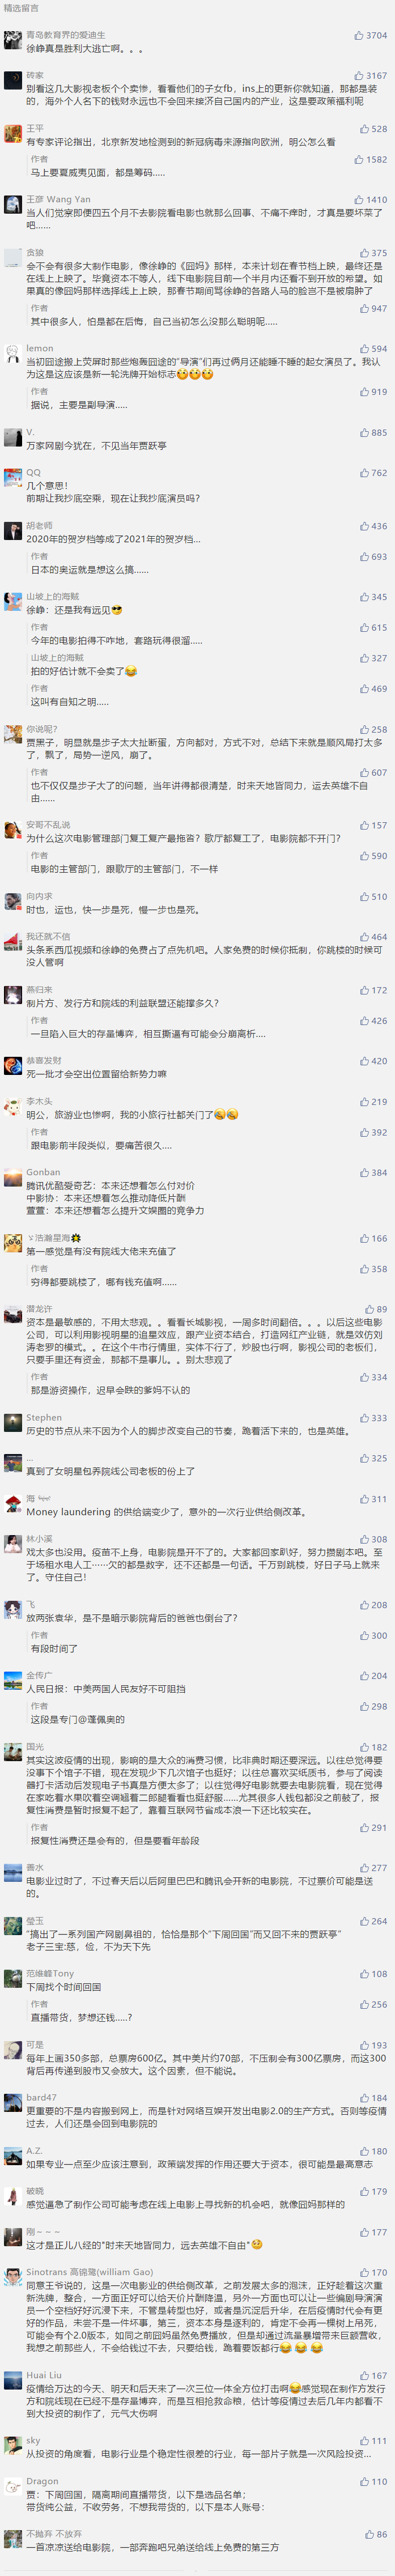 精选留言
青岛教育界的爱迪生
3704
徐峥真是胜利大逃亡啊。。。
砖家
3167
别看这几大影视老板个个卖惨，看看他们的子女fb，ins上的更新你就知道，那都是装
的，海外个人名下的钱财永远也不会回来接济自己国内的产业，这是要政策福利呢
王平
528
有专家评论指出，北京新发地检测到的新冠病毒来源指向欧洲，明公怎么看
作者
1582
马上要夏威夷见面，都是筹码.....
王彦 Wang Yan
1410
当人们觉察即便四五个月不去影院看电影也就那么回事、不痛不痒时，才真是要坏菜了
吧......
贪狼
375
会不会有很多大制作电影，像徐峥的《囧妈》那样，本来计划在春节档上映，最终还是
在线上上映了。毕竟资本不等人，线下电影院目前一个半月内还看不到开放的希望。如
果真的像囧妈那样选择线上上映，那春节期间骂徐峥的各路人马的脸岂不是被扇肿了
作者
947
其中很多人，怕是都在后悔，自己当初怎么没那么聪明呢.....
lemon
594
当初囧途搬上荧屏时那些炮轰囧途的“导演”们再过俩月还能睡不睡的起女演员了。我认
为这是这应该是新一轮洗牌开始标志
作者
919
据说，主要是副导演.....
V.
885
万家网剧今犹在，不见当年贾跃亭
QQ
762
几个意思！
前期让我抄底空乘，现在让我抄底演员吗？
胡老师
436
2020年的贺岁档等成了2021年的贺岁档...
作者
693
日本的奥运就是想这么搞......
山坡上的海贼
345
徐峥：还是我有远见
作者
615
今年的电影拍得不咋地，套路玩得很溜.....
山坡上的海贼
327
拍的好估计就不会卖了
作者
469
这叫有自知之明.....
你说呢？
258
贾黑子，明显就是步子太大扯断蛋，方向都对，方式不对，总结下来就是顺风局打太多
了，飘了，局势一逆风，崩了。
作者
607
也不仅仅是步子大了的问题，当年讲得都很清楚，时来天地皆同力，运去英雄不自
由......
安哥不乱说
157
为什么这次电影管理部门复工复产最拖沓？歌厅都复工了，电影院都不开门？
作者
590
电影的主管部门，跟歌厅的主管部门，不一样
向内求
510
时也，运也，快一步是死，慢一步也是死。
我还就不信
464
头条系西瓜视频和徐峥的免费占了点先机吧。人家免费的时候你抵制，你跳楼的时候可
没人管啊
燕归来
172
制片方、发行方和院线的利益联盟还能撑多久？
作者
426
一旦陷入巨大的存量博弈，相互撕逼有可能会分崩离析....
恭喜发财
420
死一批才会空出位置留给新势力嘛
李木头
219
明公，旅游业也惨啊，我的小旅行社都关门了
作者
392
跟电影前半段类似，要痛苦很久....
Gonban
384
腾讯优酷爱奇艺：本来还想着怎么付对价
中影协：本来还想着怎么推动降低片酬
萱萱：本来还想着怎么提升文娱圈的竞争力
浩瀚星海
166
第一感觉是有没有院线大佬来充值了
作者
358
穷得都要跳楼了，哪有钱充值啊......
潜龙许
89
资本是最敏感的，不用太悲观。。看看长城影视，一周多时间翻倍。。。以后这些电影
公司，可以利用影视明星的追星效应，跟产业资本结合，打造网红产业链，就是效仿刘
涛老罗的模式。。在这个牛市行情里，实体不行了，炒股也行啊，影视公司的老板们，
只要手里还有资金，那都不是事儿。。别太悲观了
作者
334
那是游资操作，迟早会跌的爹妈不认的
Stephen
333
历史的节点从来不因为个人的脚步改变自己的节奏，跪着活下来的，也是英雄。
...
325
真到了女明星包养院线公司老板的份上了
海
311
Money laundering 的供给端变少了，意外的一次行业供给侧改革。
林小溪
308
戏太多也没用。疫苗不上身，电影院是开不了的。大家都回家趴好，努力攒剧本吧。至
于场租水电人工······欠的都是数字，还不还都是一句话。千万别跳楼，好日子马上就来
了。守住自己！
飞
208
放两张袁华，是不是暗示影院背后的爸爸也倒台了？
作者
300
有段时间了
金传广
204
人民日报：中美两国人民友好不可阻挡
作者
298
这段是专门@蓬佩奥的
国光
182
其实这波疫情的出现，影响的是大众的消费习惯，比非典时期还要深远。以往总觉得要
没事下个馆子不错，现在发现少下几次馆子也挺好；以往总喜欢买纸质书，参与了阅读
器打卡活动后发现电子书真是方便太多了；以往觉得好电影就要去电影院看，现在觉得
在家吃着水果吹着空调翘着二郎腿看看也挺舒服......尤其很多人钱包都没之前鼓了，报
复性消费是暂时报复不起了，靠着互联网节省成本浪一下还比较实在。
作者
291
报复性消费还是会有的，但是要看年龄段
善水
277
电影业过时了，不过春天后以后阿里巴巴和腾讯会开新的电影院，不过票价可能是送
的。
莹玉
264
“搞出了一系列国产网剧鼻祖的，恰恰是那个“下周回国”而又回不来的贾跃亭”
老子三宝:慈，俭，不为天下先
范维峰Tony
108
下周找个时间回国
作者
256
直播带货，梦想还钱.....?
可是
193
每年上画350多部，总票房600亿。其中美片约70部，不压制会有300亿票房，而这300
背后再传递到股市又会放大。这个因素，但不能说。
bard47
184
更重要的不是内容搬到网上，而是针对网络互娱开发出电影2.0的生产方式。否则等疫情
过去，人们还是会回到电影院的
A.Z.
180
如果专业一点至少应该注意到，政策端发挥的作用还要大于资本，很可能是最高意志
破晓
179
感觉逼急了制作公司可能考虑在线上电影上寻找新的机会吧，就像囧妈那样的
刚～～～
177
这才是正儿八经的"时来天地皆同力，远去英雄不自由"
Sinotrans 高锦鹭(william Gao)
170
同意王爷说的，这是一次电影业的供给侧改革，之前发展太多的泡沫，正好趁着这次重
新洗牌，整合，一方面正好可以给天价片酬降温，另外一方面也可以让一些编剧导演演
员一个空档好好沉浸下来，不管是转型也好，或者是沉淀后升华，在后疫情时代会有更
好的作品，未尝不是一件坏事，第三，资本本身是逐利的，肯定不会再一棵树上吊死，
可能会有个2.0版本，如同之前囧妈虽然免费播放，但是却通过流量暴增带来巨额营收，
我想之前那些人，不会给钱过不去，只要给钱，跪着要饭都行
Huai Liu
167
疫情给万达的今天、明天和后天来了一次三位一体全方位打击啊感觉现在制作方发行
方和院线现在已经不是存量博弈，而是互相抢救命粮，估计等疫情过去后几年内都看不
到大投资的制作了，元气大伤啊
sky
111
从投资的角度看，电影行业是个稳定性很差的行业，每一部片子就是一次风险投资...
Dragon
110
贾：下周回国，隔离期间直播带货，以下是选品名单；
带货纯公益，不收劳务，不想我带货的，以下是本人账号：
不抛弃 不放弃
86
一首凉凉送给电影院，一部奔跑吧兄弟送给线上免费的第三方